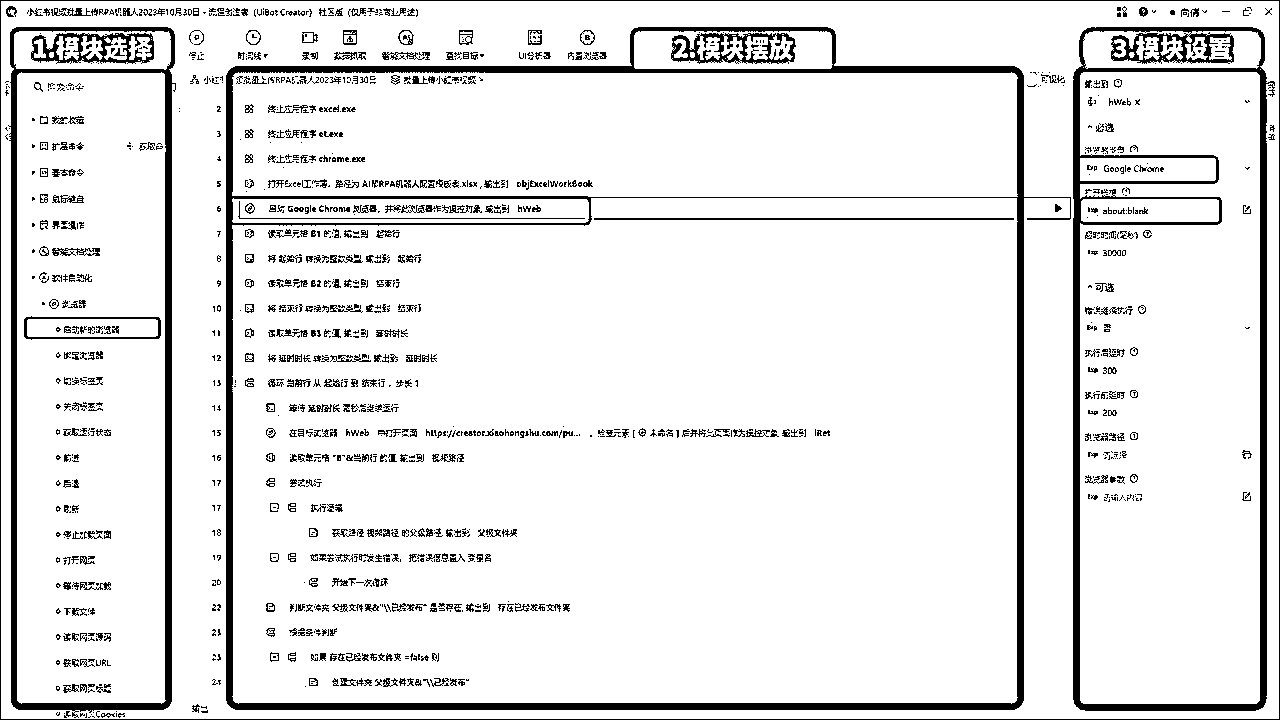 小红书视频批量上传RPA机器人2023年10月30日 - 流程创造者（UiBot Creator） 社区版（仅用于非商业用途）
1.模块选择
停止
时间线
录制
数据抓取
智能文档处理
查找目标
UI分析器
内置浏览器
2.模块摆放
3.模块设置
搜索命令
我的收藏
扩展命令
获取命
基本命令
鼠标键盘
界面操作
智能文档处理
软件自动化
浏览器
启动新的浏览器
绑定浏览器
切换标签页
关闭标签页
获取运行状态
前进
后退
刷新
停止加载页面
打开网页
等待网页加载
下载文件
读取网页源码
获取网页URL
获取网页标题
读取网页Cookies
批量上传RPA机器人2023年10月30日 批量上传小红书视频
可视化
2 终止应用程序 excel.exe
3 终止应用程序 et.exe
4 终止应用程序 chrome.exe
5 打开Excel工作簿，路径为 AI帮RPA机器人配置模板表.xlsx , 输出到 objExcelWorkBook
6 启动 Google Chrome 浏览器，并将此浏览器作为操控对象, 输出到 hWeb
7 读取单元格 B1 的值, 输出到 起始行
8 将 起始行 转换为整数类型, 输出到 起始行
9 读取单元格 B2 的值, 输出到 结束行
10 将 结束行 转换为整数类型, 输出到 结束行
11 读取单元格 B3 的值, 输出到 延时时长
12 将 延时时长 转换为整数类型, 输出到 延时时长
13 循环 当前行 从 起始行 到 结束行 ，步长 1
14 等待 延时时长 毫秒后继续运行
15 在目标浏览器 hWeb 中打开页面 https://creator.xiaohongshu.com/pu... ，检查元素 [ 未命名 ] 后并将此页面作为操控对象, 输出到 iRet
16 读取单元格 "B"&当前行 的值, 输出到 视频路径
17 尝试执行
17 执行逻辑
18 获取路径 视频路径 的父级路径, 输出到 父级文件夹
19 如果尝试执行时发生错误，把错误信息置入 变量名
20 开始下一次循环
22 判断文件夹 父级文件夹&"\\已经发布" 是否存在, 输出到 存在已经发布文件夹
23 根据条件判断
23 如果 存在已经发布文件夹 =false 则
24 创建文件夹 父级文件夹&"\\已经发布"
输出
输出到
hWeb
必选
浏览器类型
Exp Google Chrome
打开链接
Exp about:blank
超时时间(毫秒)
Exp 30000
可选
错误继续执行
Exp 否
执行后延时
Exp 300
执行前延时
Exp 200
浏览器路径
Exp 请选择
浏览器参数
Exp 请输入内容